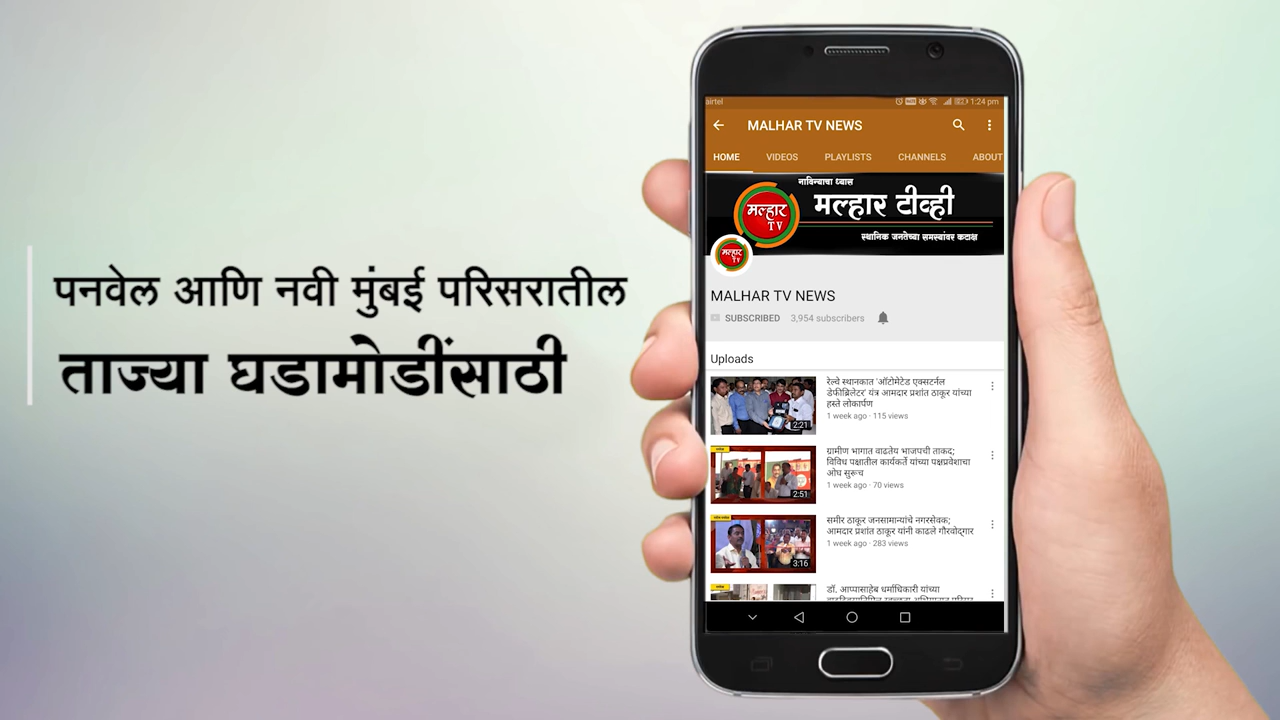 पनवेल आणि नवी मुंबई परिसरातील
ताज्या घडामोडींसाठी
airtel
1:24 pm
MALHAR TV NEWS
HOME VIDEOS PLAYLISTS CHANNELS ABOUT
नाविन्याचा ध्यास
मल्हार TV
मल्हार टीव्ही
स्थानिक जनतेच्या समस्यांवर कटाक्ष
मल्हार TV
MALHAR TV NEWS
SUBSCRIBED 3,954 subscribers
Uploads
रेल्वे स्थानकात 'ऑटोमेटेड एक्सटर्नल
डेफीब्रिलेटर' यंत्र आमदार प्रशांत ठाकूर यांच्या
हस्ते लोकार्पण
2:21
1 week ago · 115 views
ग्रामीण भागात वाढतेय भाजपची ताकद;
विविध पक्षातील कार्यकर्ते यांच्या पक्षप्रवेशाचा
ओघ सुरूच
2:51
1 week ago · 70 views
समीर ठाकूर जनसामान्यांचे नगरसेवक;
आमदार प्रशांत ठाकूर यांनी काढले गौरवोद्गार
1 week ago · 283 views
3:16
डॉ. आप्पासाहेब धर्माधिकारी यांच्या